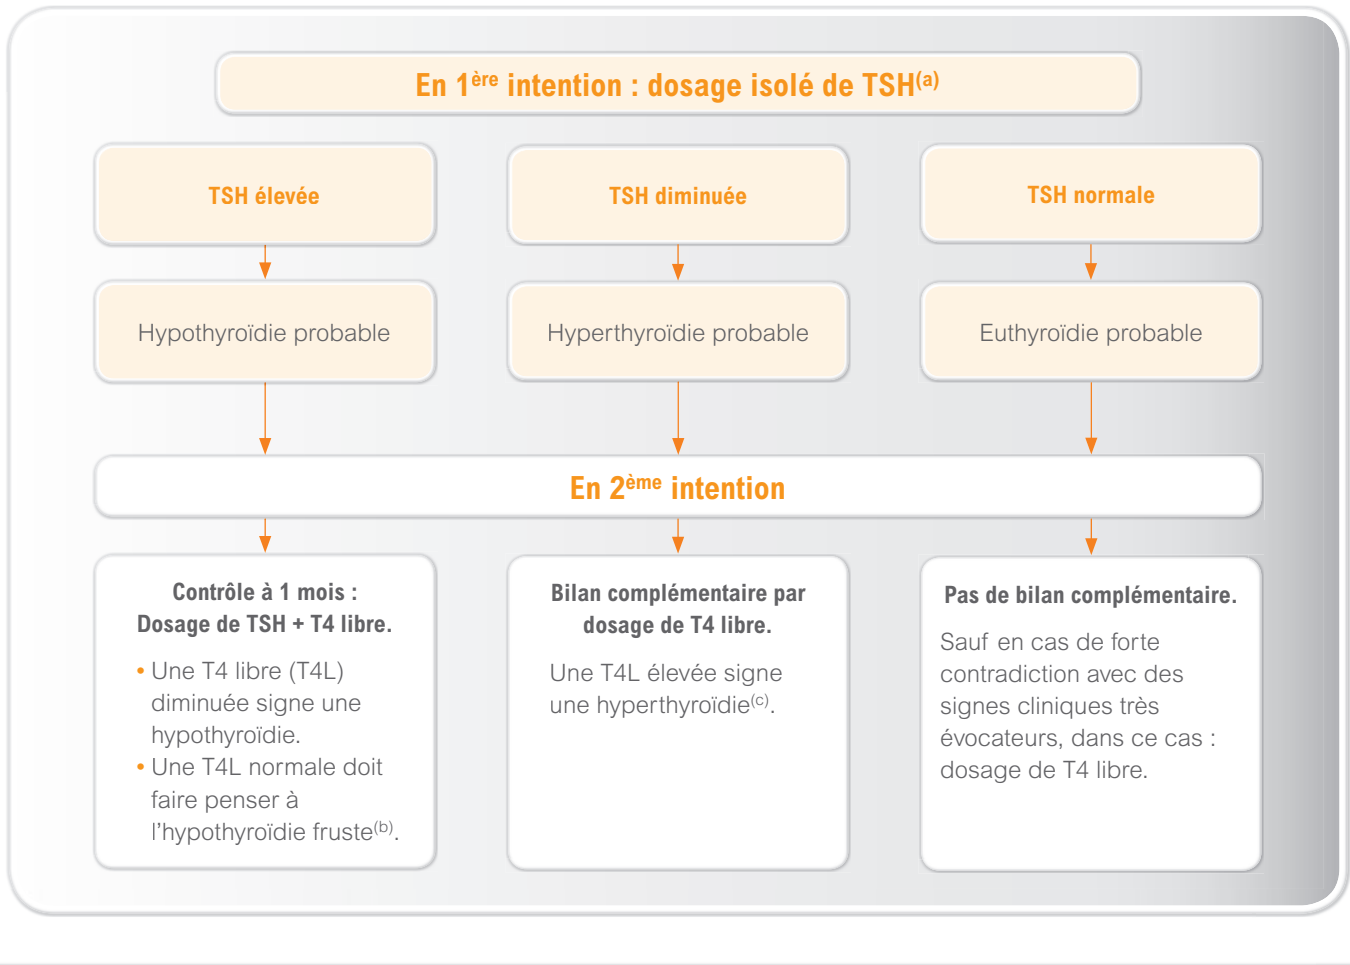 En 1ère intention : dosage isolé de TSH(a)
TSH élevée
TSH diminuée
TSH normale
Hypothyroïdie probable
Hyperthyroïdie probable
Euthyroïdie probable
En 2ème intention
Contrôle à 1 mois :
Dosage de TSH + T4 libre.
• Une T4 libre (T4L)
diminuée signe une
hypothyroïdie.
• Une T4L normale doit
faire penser à
l'hypothyroïdie fruste(b).
Bilan complémentaire par
dosage de T4 libre.
Une T4L élevée signe
une hyperthyroïdie(c).
Pas de bilan complémentaire.
Sauf en cas de forte
contradiction avec des
signes cliniques très
évocateurs, dans ce cas :
dosage de T4 libre.